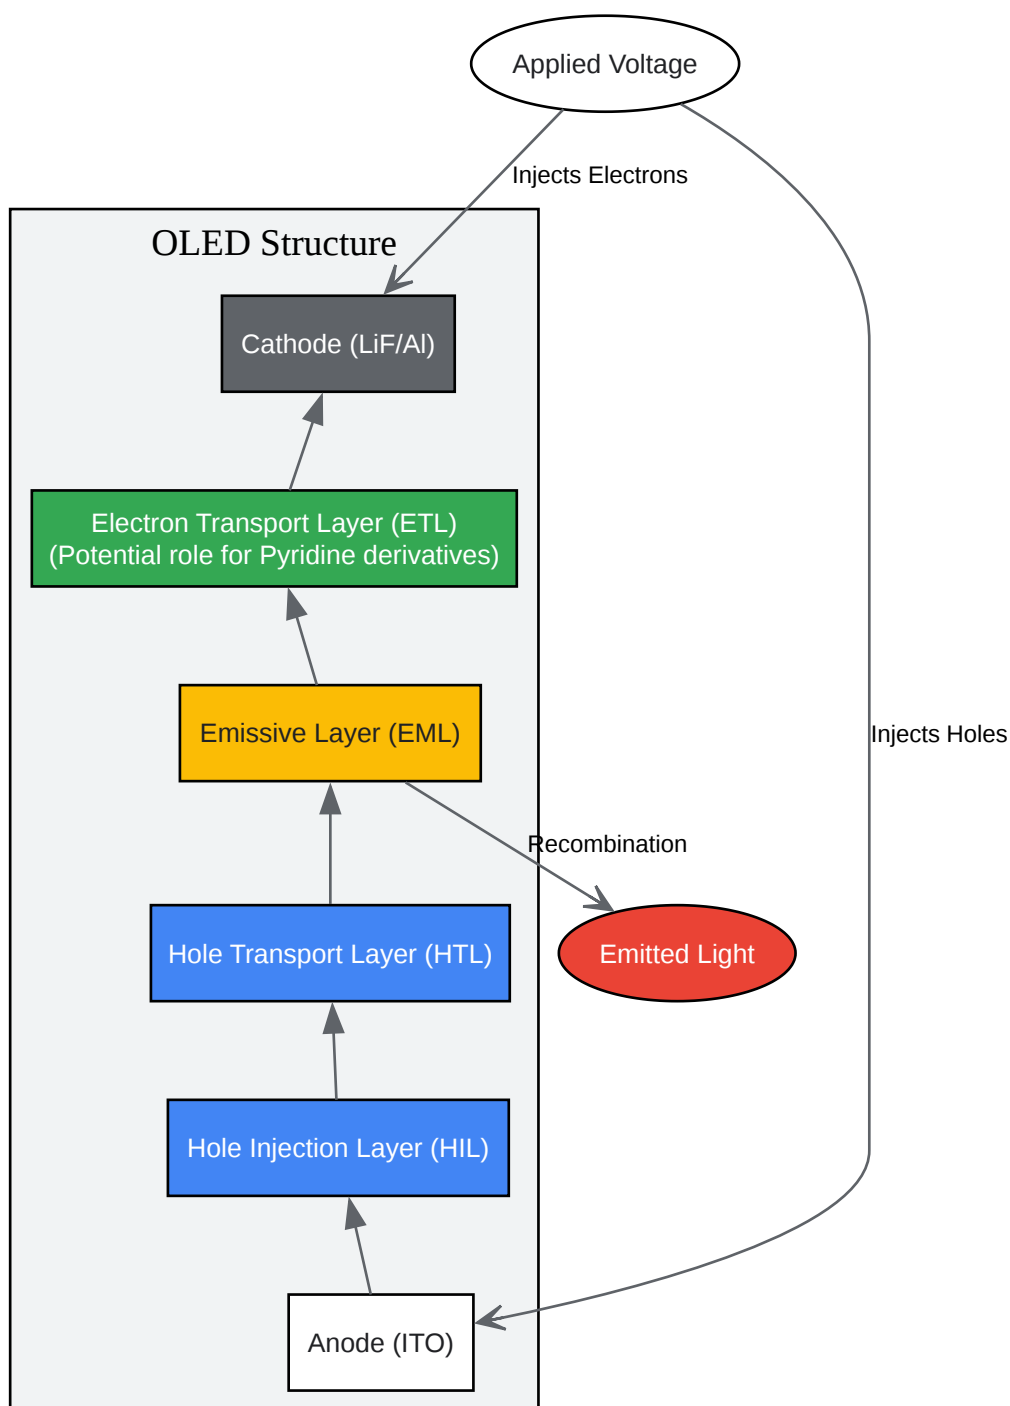 Applied Voltage
Injects Electrons
OLED Structure
Cathode (LiF/Al)
Electron Transport Layer (ETL)
(Potential role for Pyridine derivatives)
Emissive Layer (EML)
Injects Holes
Recombination
Hole Transport Layer (HTL)
Emitted Light
Hole Injection Layer (HIL)
Anode (ITO)